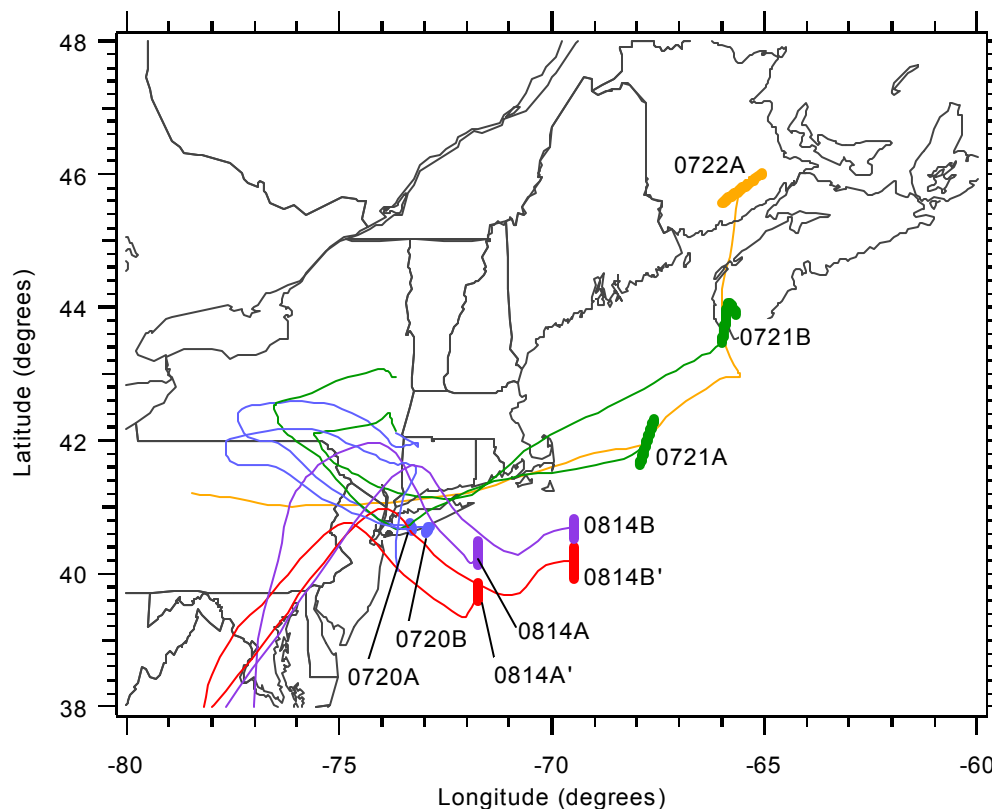 48
46
44
42
40
38
Latitude (degrees)
0722A
0721B
0721A
0814B
0814B'
0814A
0720B
0814A'
0720A
-80
-75
-70
-65
-60
Longitude (degrees)